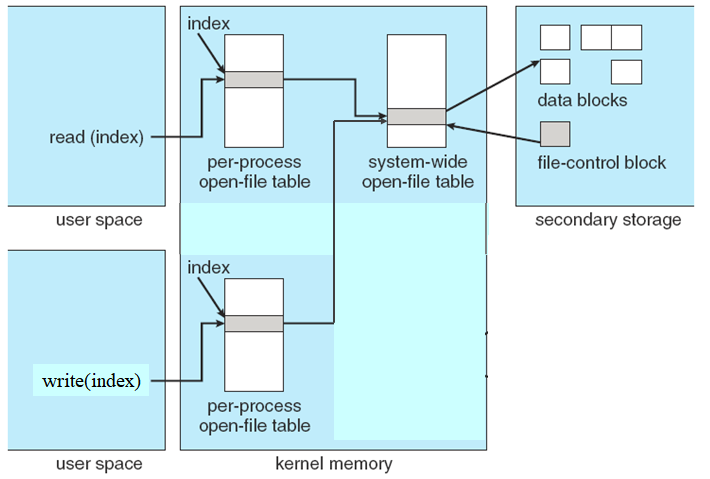 index
read (index)
per-process
open-file table
system-wide
open-file table
data blocks
file-control block
user space
secondary storage
index
write(index)
per-process
open-file table
user space
kernel memory